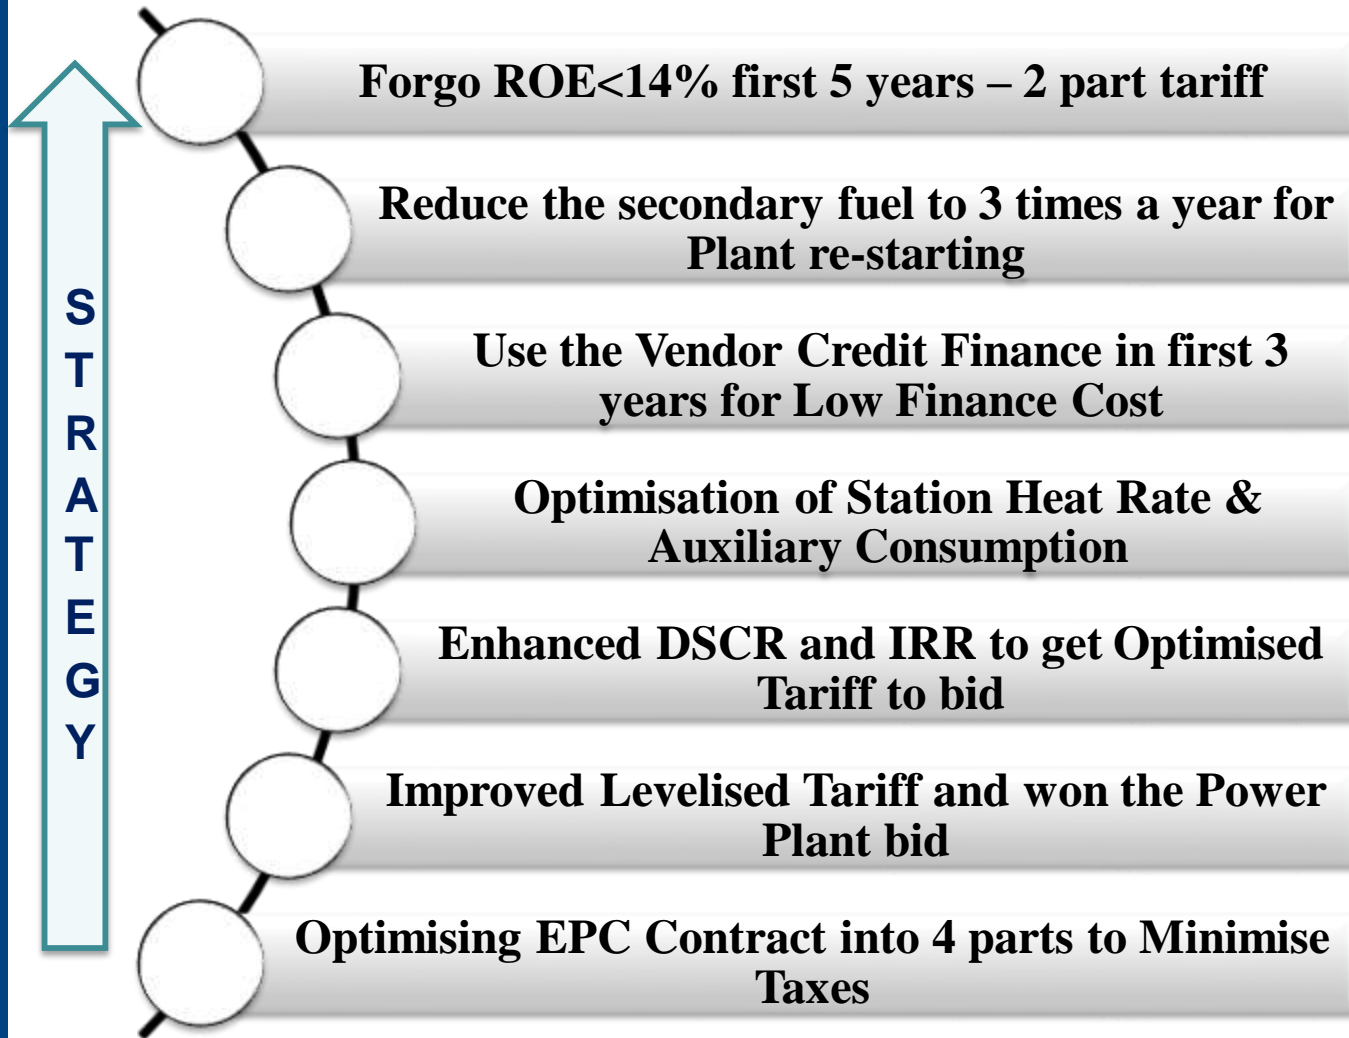 Forgo ROE<14% first 5 years – 2 part tariff
Reduce the secondary fuel to 3 times a year for
Plant re-starting
Use the Vendor Credit Finance in first 3
years for Low Finance Cost
Optimisation of Station Heat Rate &
Auxiliary Consumption
Enhanced DSCR and IRR to get Optimised
Tariff to bid
Improved Levelised Tariff and won the Power
Plant bid
Optimising EPC Contract into 4 parts to Minimise
Taxes
S
T
R
A
T
E
G
Y